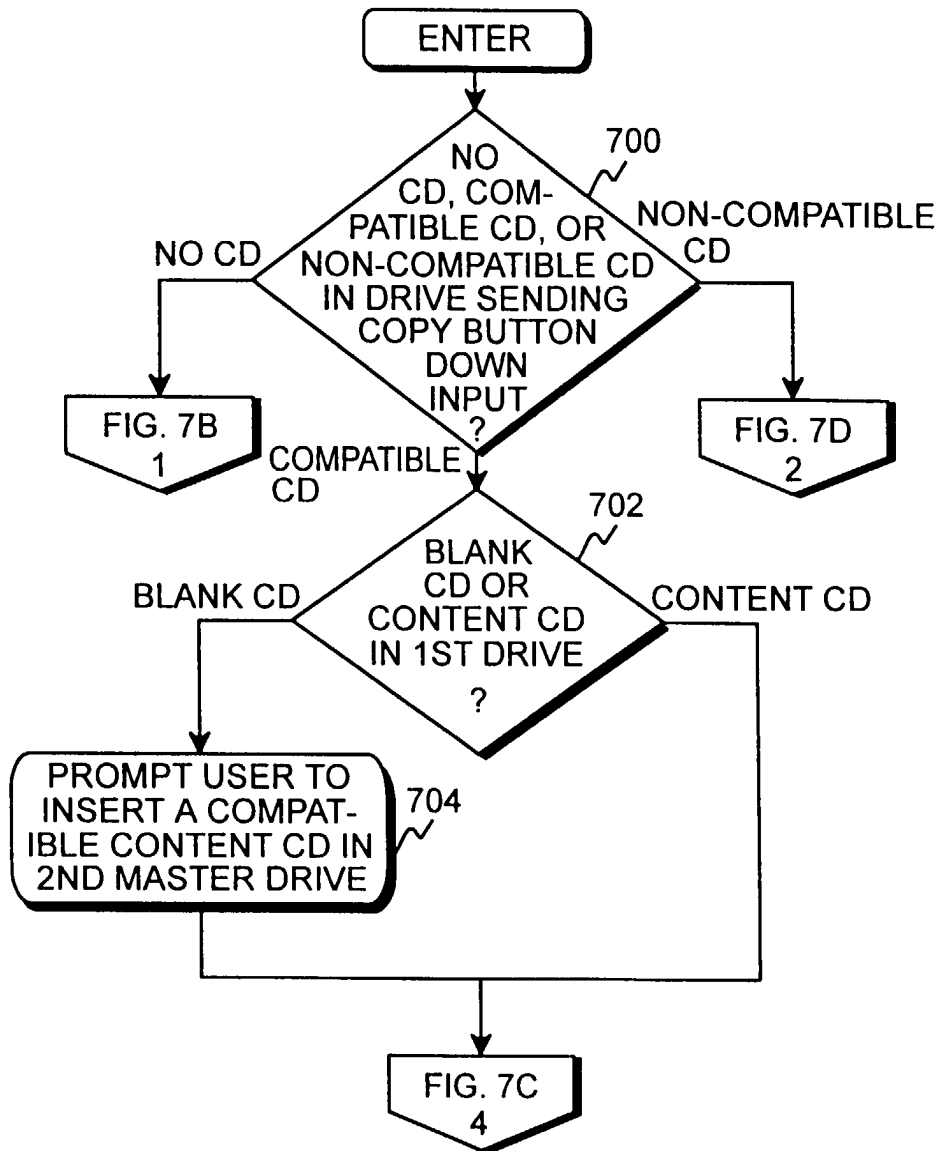 ENTER
700
NO
CD, COM-
PATIBLE CD, OR
NON-COMPATIBLE CD
IN DRIVE SENDING
COPY BUTTON
DOWN
INPUT
?
NO CD
NON-COMPATIBLE
CD
FIG. 7B
1
FIG. 7D
2
COMPATIBLE
CD
702
BLANK
CD OR
CONTENT CD
IN 1ST DRIVE
?
BLANK CD
CONTENT CD
PROMPT USER TO
INSERT A COMPAT-
IBLE CONTENT CD IN
2ND MASTER DRIVE
704
FIG. 7C
4